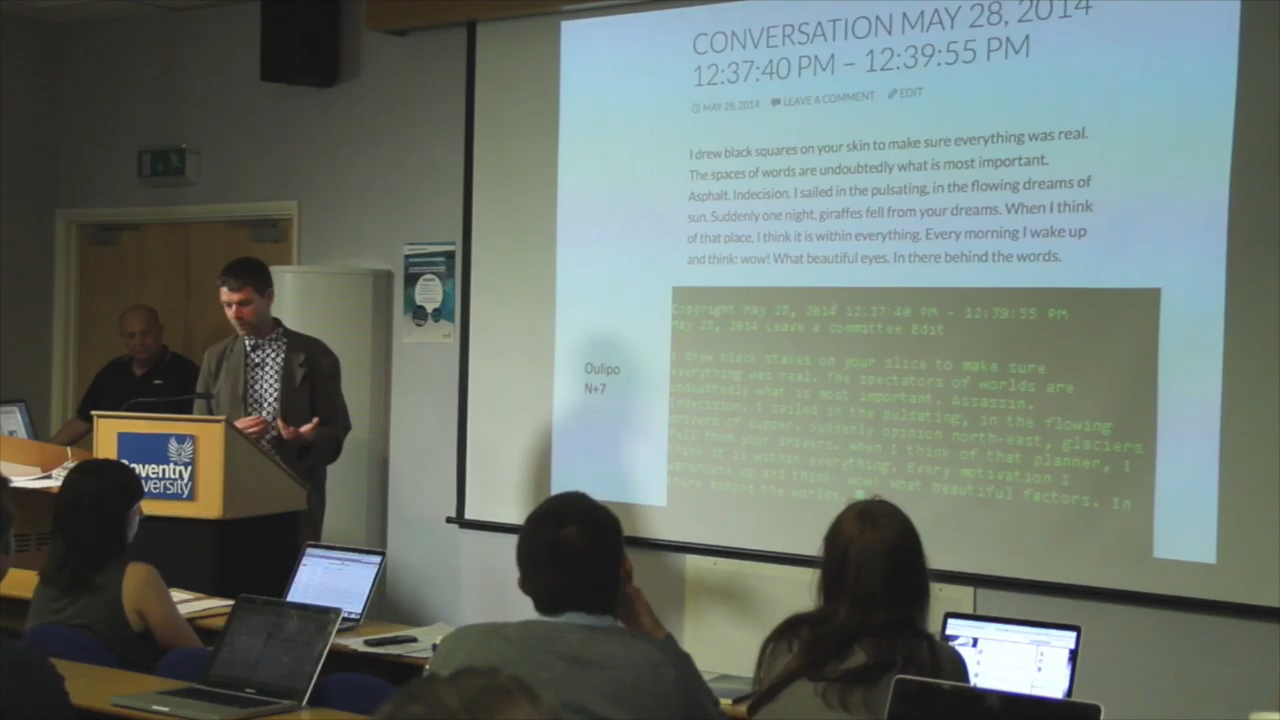 CONVERSATION MAY 28, 2014
12:37:40 PM – 12:39:55 PM
MAY 28, 2014 LEAVE A COMMENT EDIT
I drew black squares on your skin to make sure everything was real.
The spaces of words are undoubtedly what is most important.
Asphalt. Indecision. I sailed in the pulsating, in the flowing dreams of
sun. Suddenly one night, giraffes fell from your dreams. When I think
of that place, I think it is within everything. Every morning I wake up
and think: wow! What beautiful eyes. In there behind the words.
Oulipo
N+7
Copyright May 28, 2014 12:37:40 PM - 12:39:55 PM
May 28, 2014 Leave a committee Edit
I drew black stakes on your slice to make sure
everything was real. The spectators of worlds are
undoubtedly what is most important. Assassin.
Indecision. I sailed in the pulsating, in the flowing
drivers of supper. Suddenly opinion north-east, glaciers
fell from your drivers. When I think of that planner, I
think it is within everything. Every motivation I
warehouse up and think: wow! What beautiful factors. In
there behind the worlds.
Coventry
University